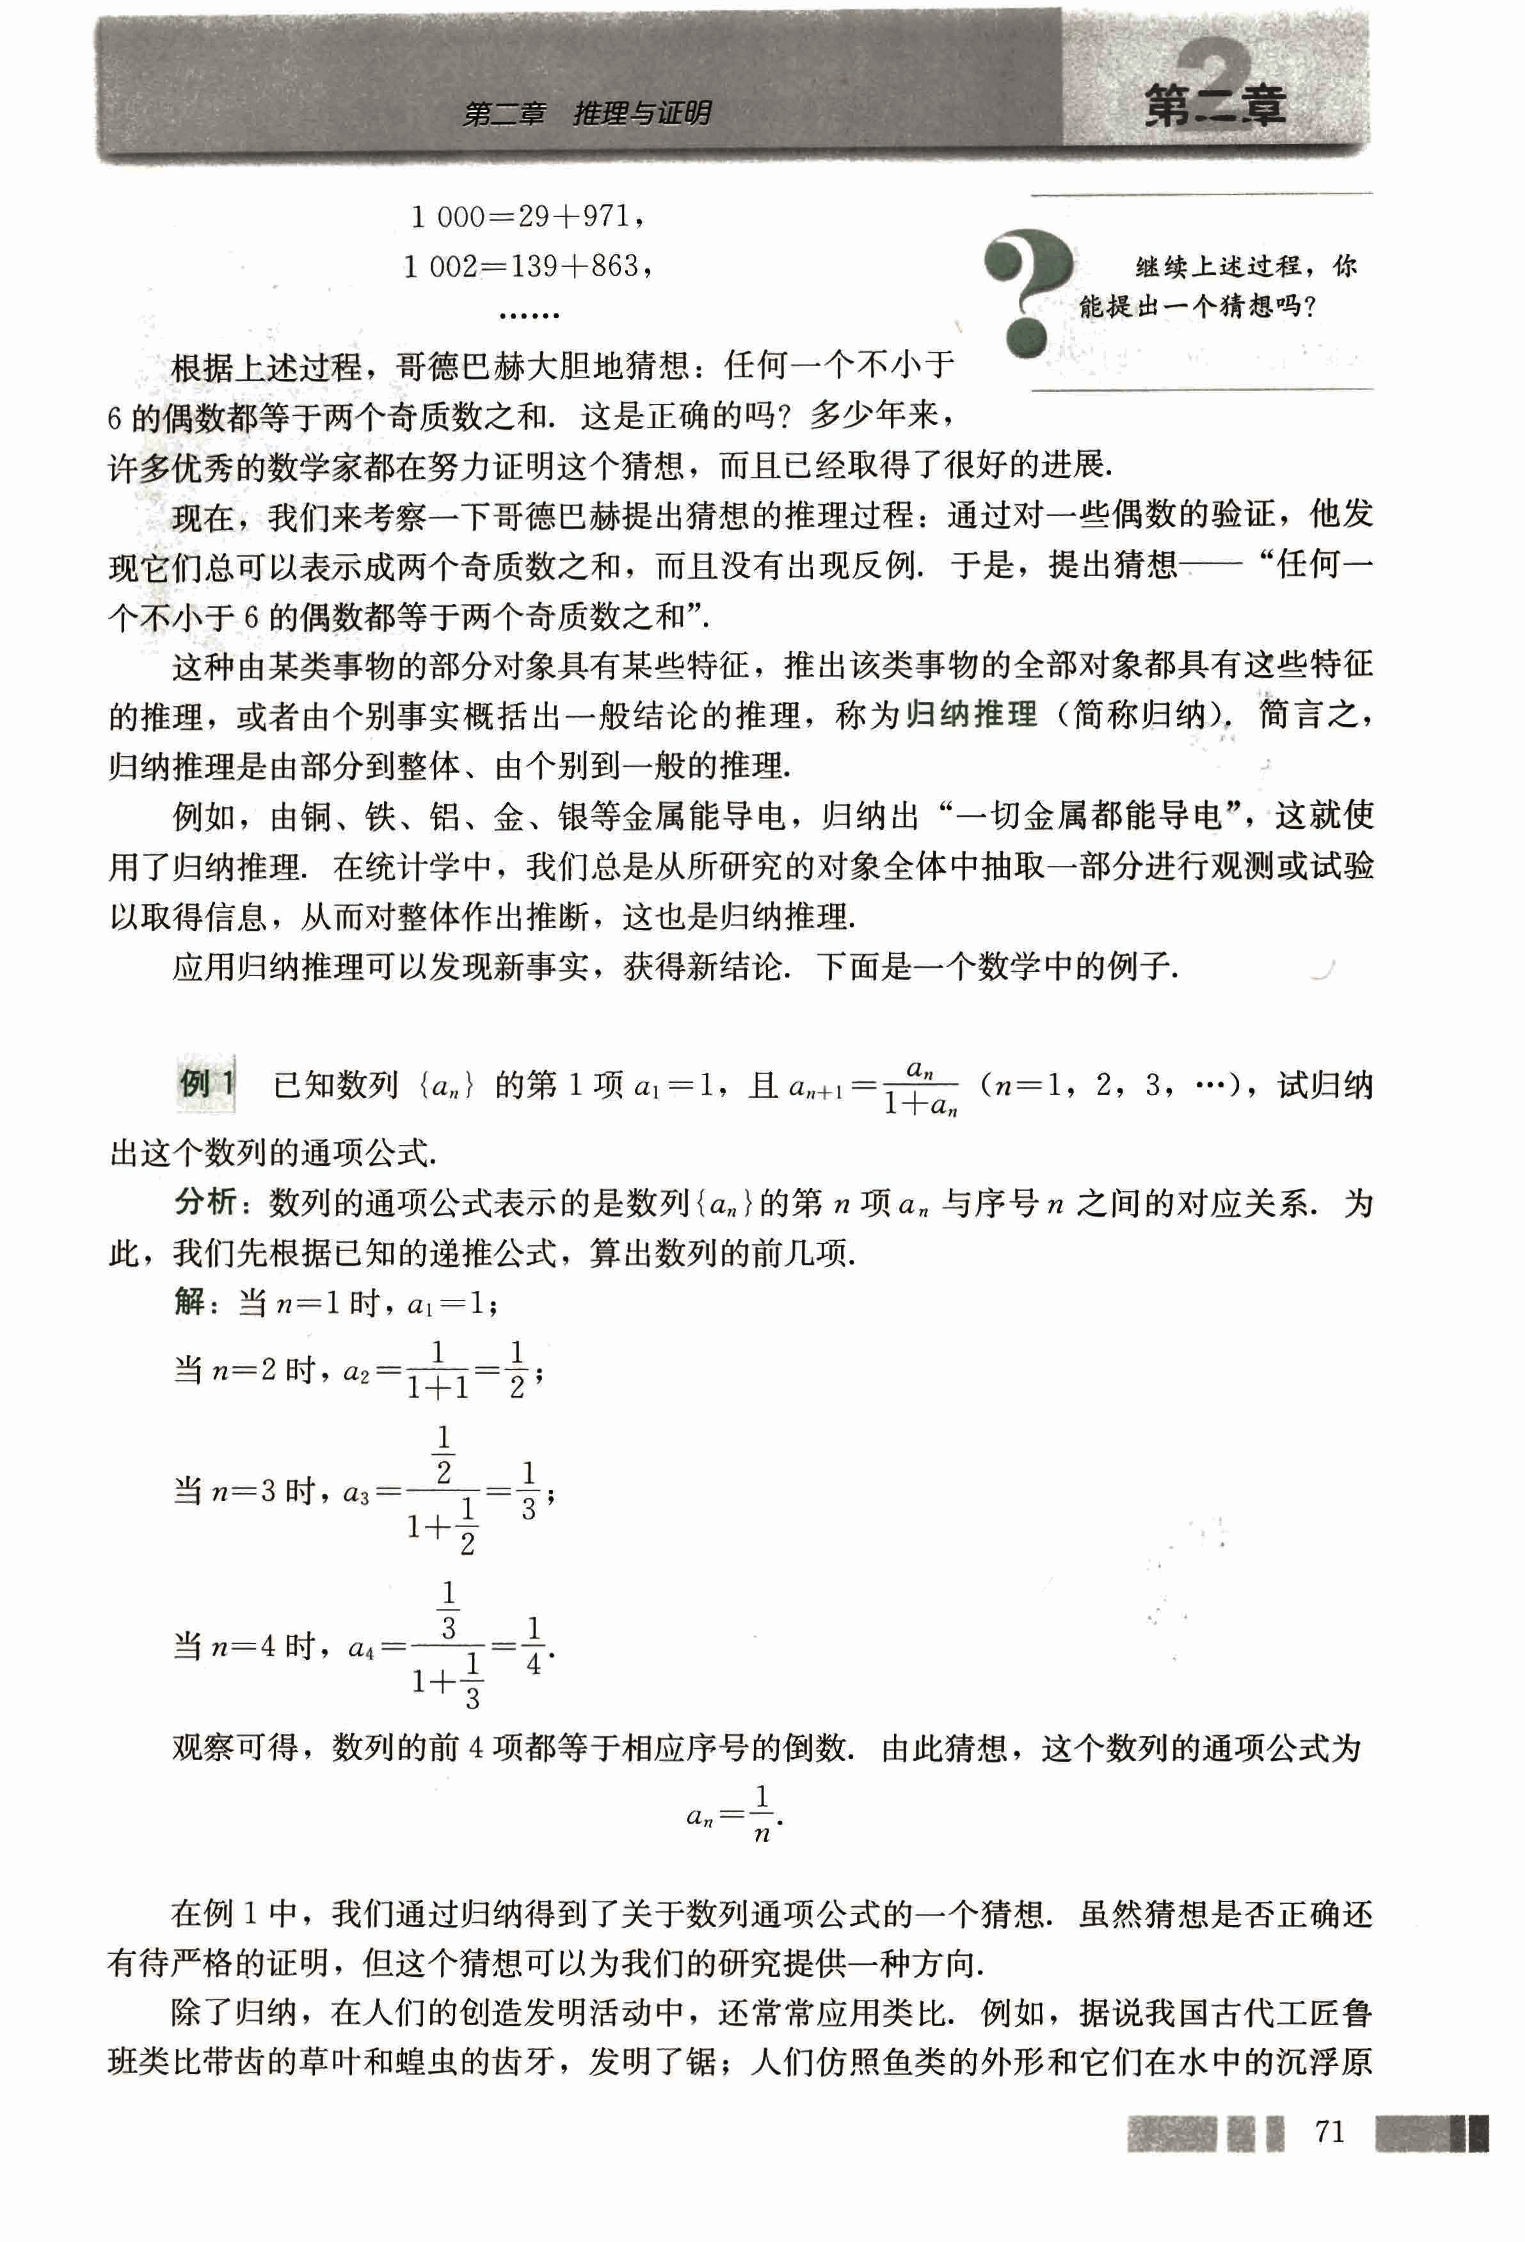 第二章 推理与证明
第二章
1 000=29+971，
1 002=139+863，
……
继续上述过程，你
能提出一个猜想吗？
根据上述过程，哥德巴赫大胆地猜想：任何一个不小于
6 的偶数都等于两个奇质数之和．这是正确的吗？多少年来，
许多优秀的数学家都在努力证明这个猜想，而且已经取得了很好的进展．
现在，我们来考察一下哥德巴赫提出猜想的推理过程：通过对一些偶数的验证，他发
现它们总可以表示成两个奇质数之和，而且没有出现反例．于是，提出猜想——“任何一
个不小于 6 的偶数都等于两个奇质数之和”．
这种由某类事物的部分对象具有某些特征，推出该类事物的全部对象都具有这些特征
的推理，或者由个别事实概括出一般结论的推理，称为归纳推理（简称归纳）．简言之，
归纳推理是由部分到整体、由个别到一般的推理．
例如，由铜、铁、铝、金、银等金属能导电，归纳出“一切金属都能导电”，这就使
用了归纳推理．在统计学中，我们总是从所研究的对象全体中抽取一部分进行观测或试验
以取得信息，从而对整体作出推断，这也是归纳推理．
应用归纳推理可以发现新事实，获得新结论．下面是一个数学中的例子．
例 1 已知数列 {aₙ} 的第 1 项 a₁=1，且 aₙ₊₁=aₙ/(1+aₙ)（n=1，2，3，…），试归纳
出这个数列的通项公式．
分析：数列的通项公式表示的是数列{aₙ}的第 n 项 aₙ 与序号 n 之间的对应关系．为
此，我们先根据已知的递推公式，算出数列的前几项．
解：当 n=1 时，a₁=1；
当 n=2 时，a₂=1/(1+1)=1/2；
当 n=3 时，a₃=(1/2)/(1+1/2)=1/3；
当 n=4 时，a₄=(1/3)/(1+1/3)=1/4．
观察可得，数列的前 4 项都等于相应序号的倒数．由此猜想，这个数列的通项公式为
aₙ=1/n．
在例 1 中，我们通过归纳得到了关于数列通项公式的一个猜想．虽然猜想是否正确还
有待严格的证明，但这个猜想可以为我们的研究提供一种方向．
除了归纳，在人们的创造发明活动中，还常常应用类比．例如，据说我国古代工匠鲁
班类比带齿的草叶和蝗虫的齿牙，发明了锯；人们仿照鱼类的外形和它们在水中的沉浮原
71